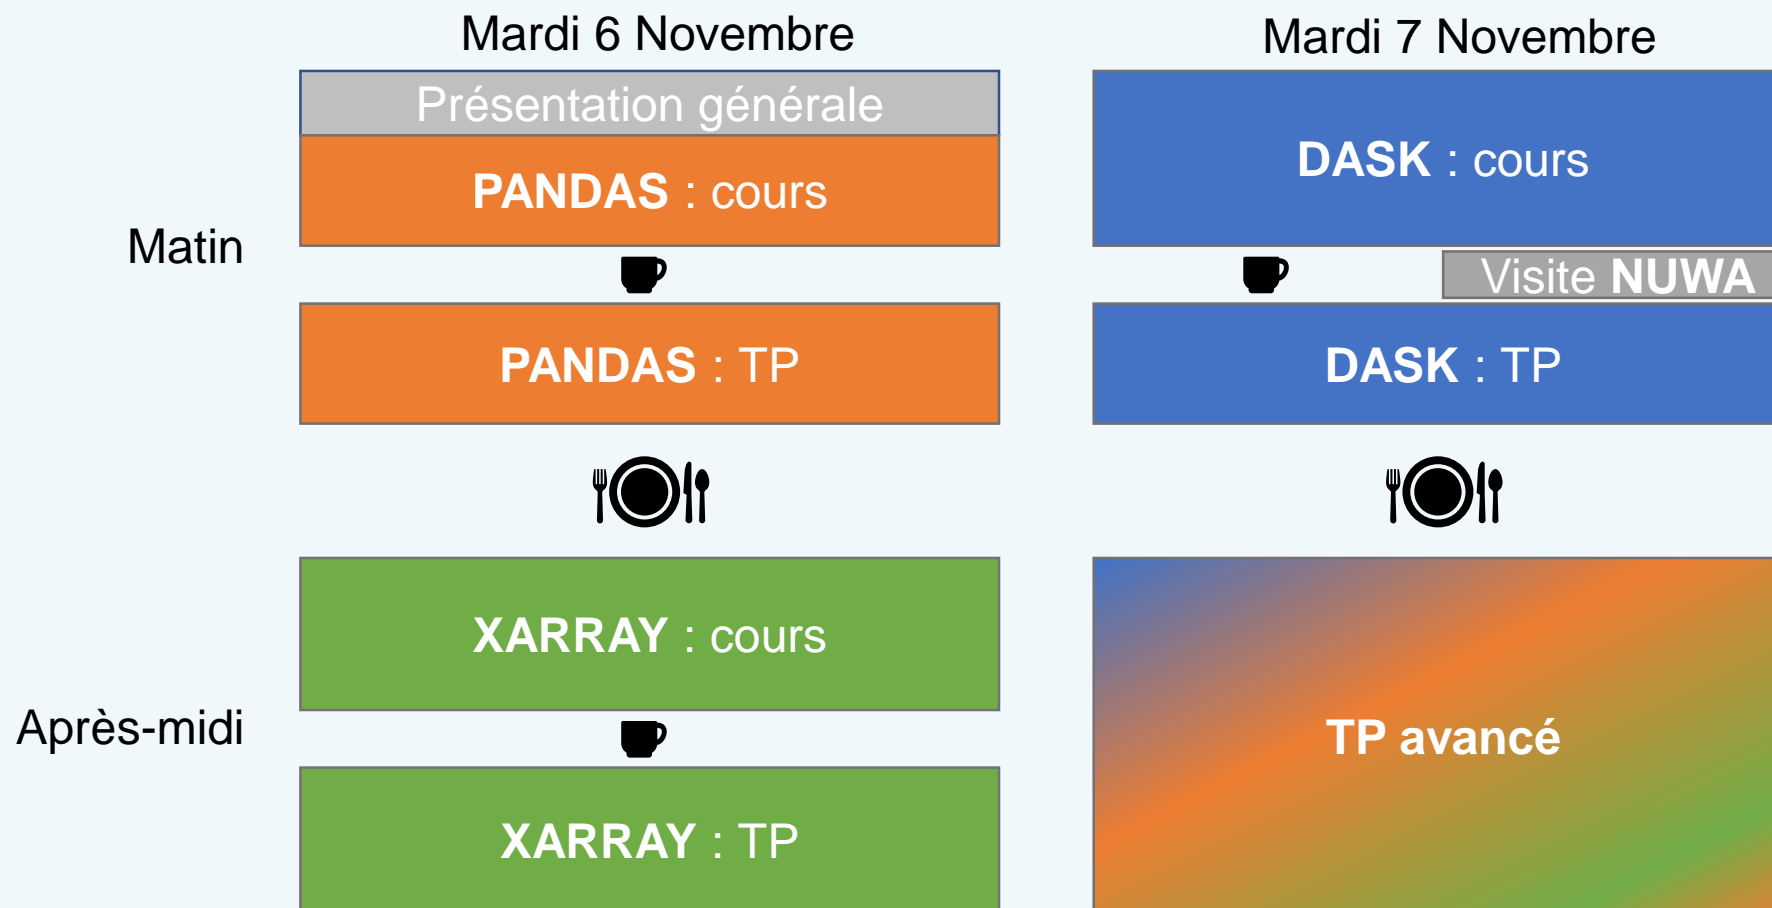 Mardi 6 Novembre
Mardi 7 Novembre
Matin
Présentation générale
PANDAS : cours
PANDAS : TP
DASK : cours
Visite NUWA
DASK : TP
Après-midi
XARRAY : cours
XARRAY : TP
TP avancé